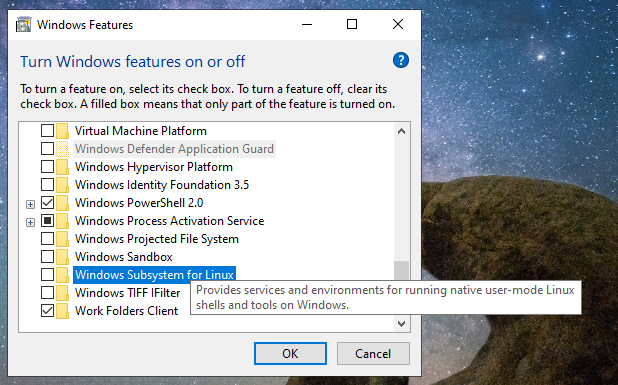 Windows Features
Turn Windows features on or off
?
To turn a feature on, select its check box. To turn a feature off, clear its
check box. A filled box means that only part of the feature is turned on.
Virtual Machine Platform
Windows Defender Application Guard
Windows Hypervisor Platform
Windows Identity Foundation 3.5
Windows PowerShell 2.0
Windows Process Activation Service
Windows Projected File System
Windows Sandbox
Windows Subsystem for Linux
Windows TIFF IFilter
Provides services and environments for running native user-mode Linux
shells and tools on Windows.
Work Folders Client
OK
Cancel